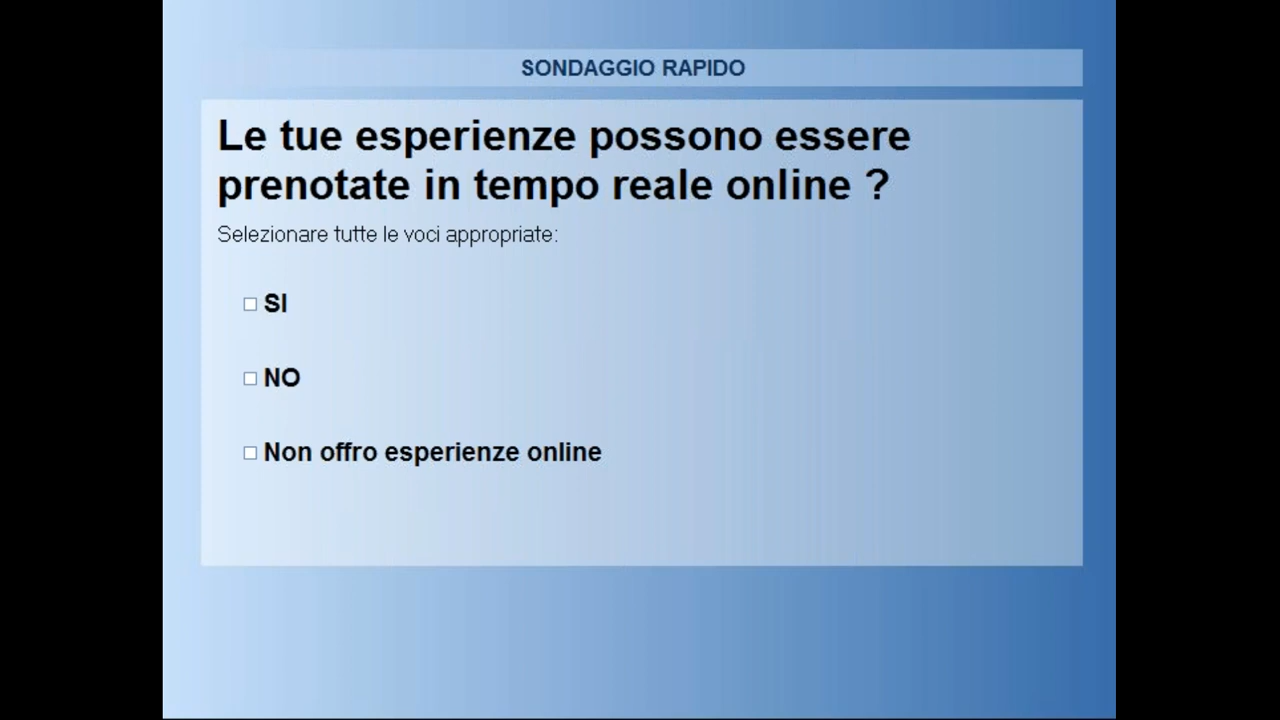 SONDAGGIO RAPIDO
Le tue esperienze possono essere
prenotate in tempo reale online ?
Selezionare tutte le voci appropriate:
SI
NO
Non offro esperienze online